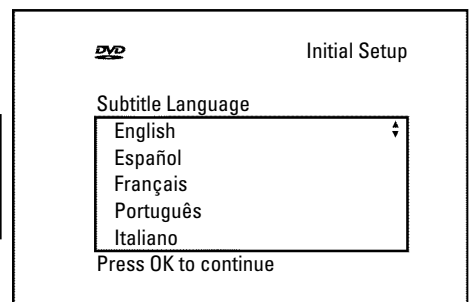 DVD
Initial Setup
Subtitle Language
English
Español
Français
Português
Italiano
Press OK to continue